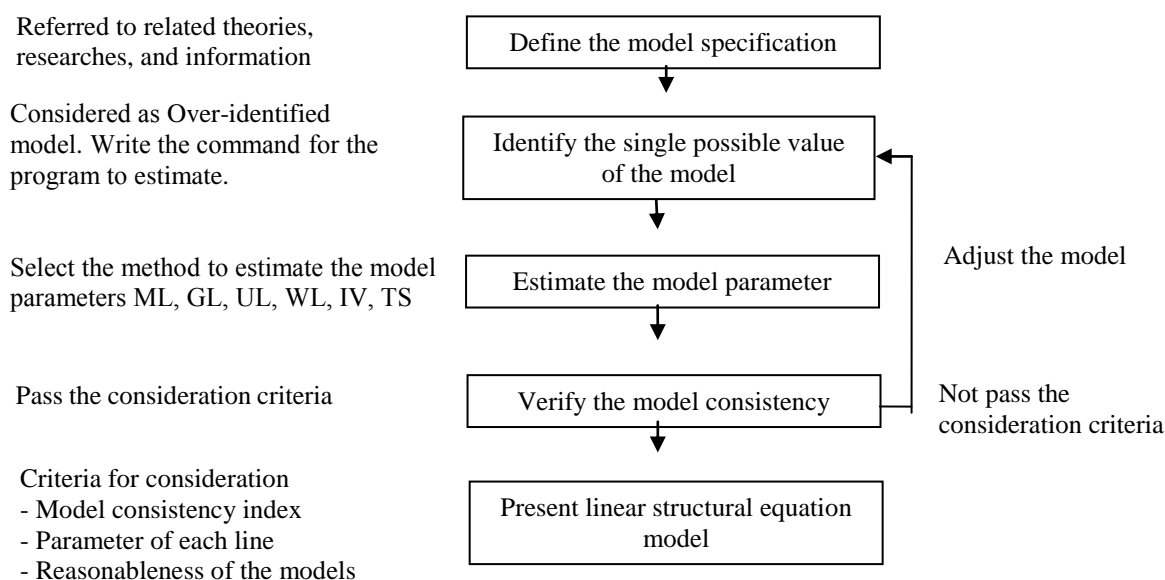 Referred to related theories,
researches, and information
Define the model specification
Considered as Over-identified
model. Write the command for the
program to estimate.
Identify the single possible value
of the model
Select the method to estimate the model
parameters ML, GL, UL, WL, IV, TS
Estimate the model parameter
Adjust the model
Pass the consideration criteria
Verify the model consistency
Not pass the
consideration criteria
Criteria for consideration
- Model consistency index
- Parameter of each line
- Reasonableness of the models
Present linear structural equation
model